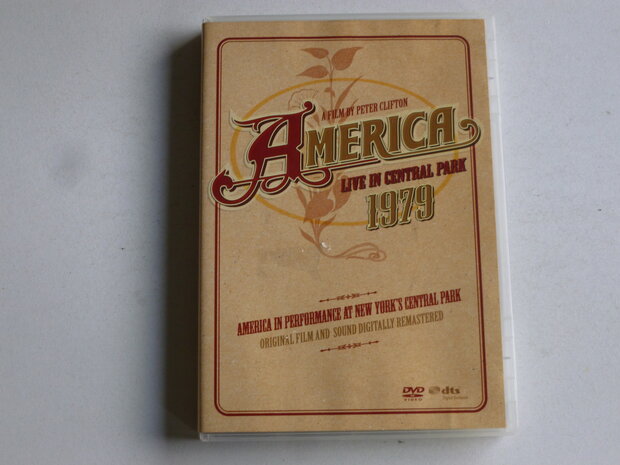 A FILM BY PETER CLIFTON
AMERICA
LIVE IN CENTRAL PARK
1979
AMERICA IN PERFORMANCE AT NEW YORK'S CENTRAL PARK
ORIGINAL FILM AND SOUND DIGITALLY REMASTERED
DVD dts
VIDEO